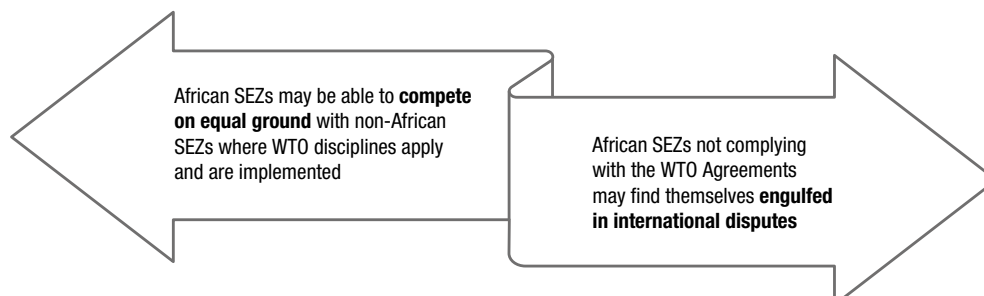 African SEZs may be able to compete
on equal ground with non-African
SEZs where WTO disciplines apply
and are implemented
African SEZs not complying
with the WTO Agreements
may find themselves engulfed
in international disputes